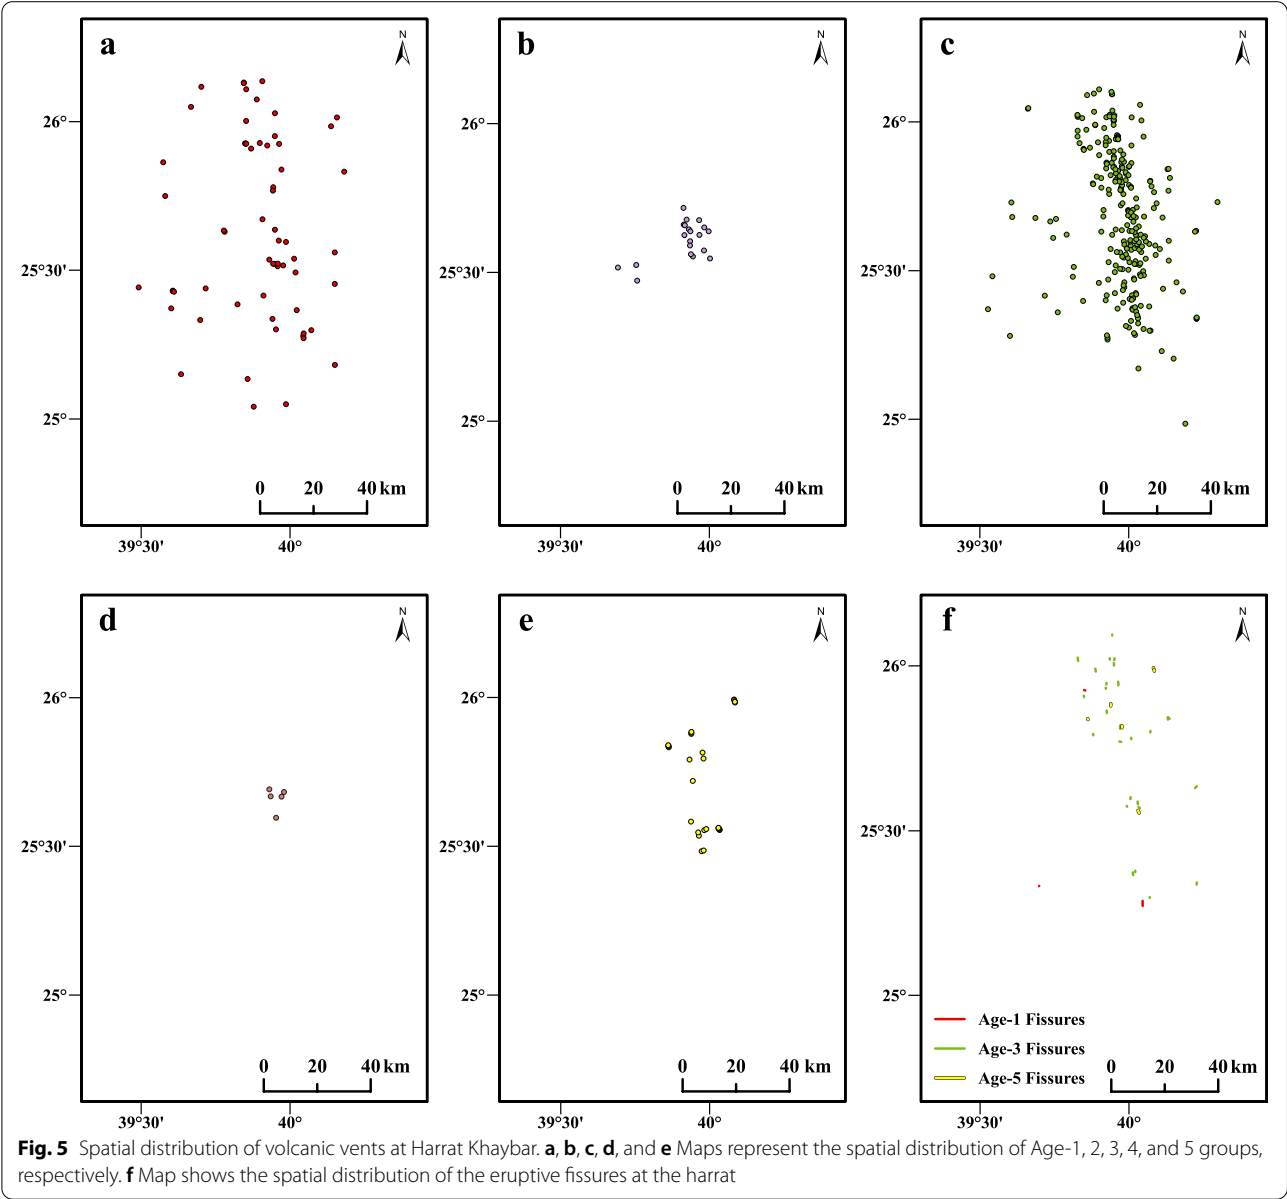 a
N
26°
25°30'
25°
0 20 40 km
39°30' 40°
b
N
26°
25°30'
25°
0 20 40 km
39°30' 40°
c
N
26°
25°30'
25°
0 20 40 km
39°30' 40°
d
N
26°
25°30'
25°
0 20 40 km
39°30' 40°
e
N
26°
25°30'
25°
0 20 40 km
39°30' 40°
f
N
26°
25°30'
25°
Age-1 Fissures
Age-3 Fissures
Age-5 Fissures
0 20 40 km
39°30' 40°
Fig. 5 Spatial distribution of volcanic vents at Harrat Khaybar. a, b, c, d, and e Maps represent the spatial distribution of Age-1, 2, 3, 4, and 5 groups,
respectively. f Map shows the spatial distribution of the eruptive fissures at the harrat